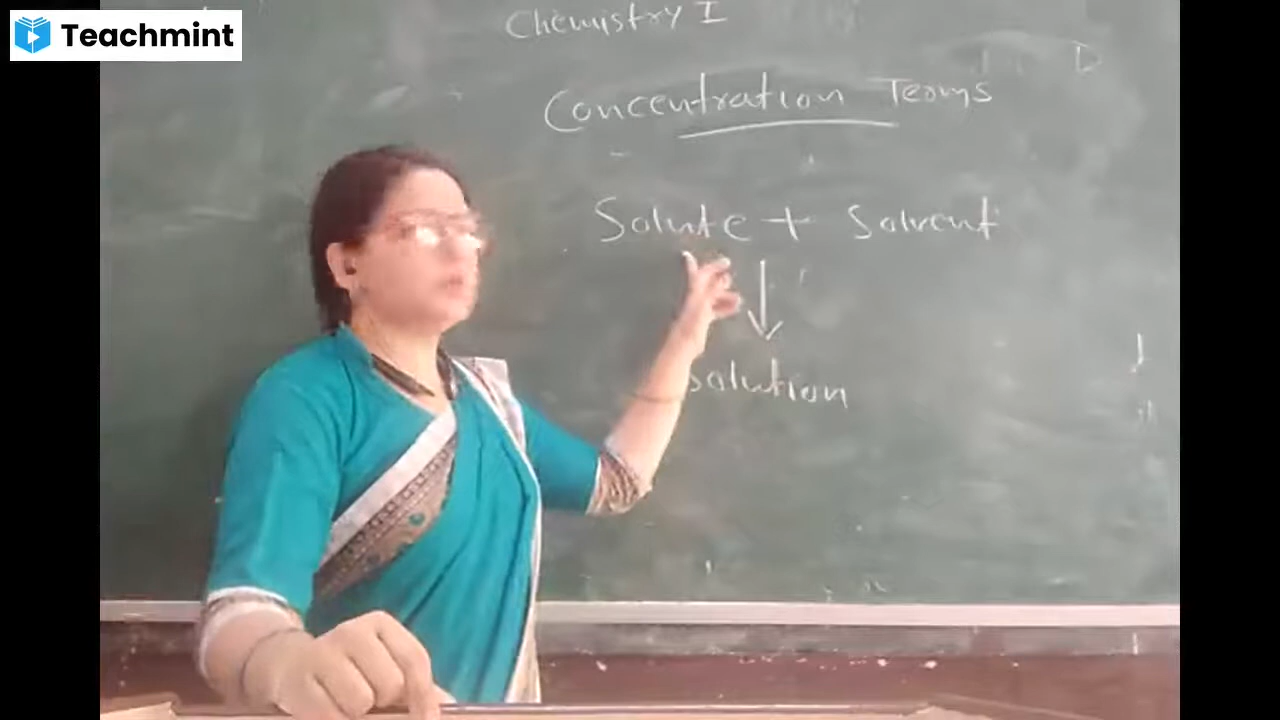 Teachmint
Chemistry I
Concentration Terms
Solute + Solvent
↓
solution